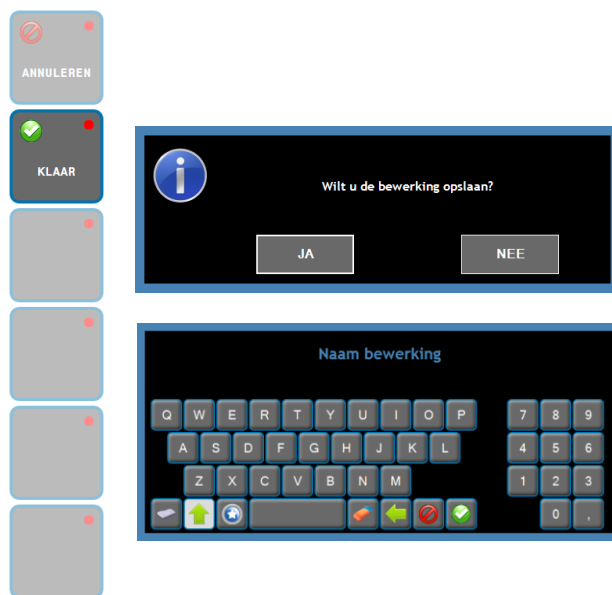 ANNULEREN
KLAAR
Wilt u de bewerking opslaan?
JA NEE
Naam bewerking
Q W E R T Y U I O P 7 8 9
A S D F G H J K L 4 5 6
Z X C V B N M 1 2 3
0 ,